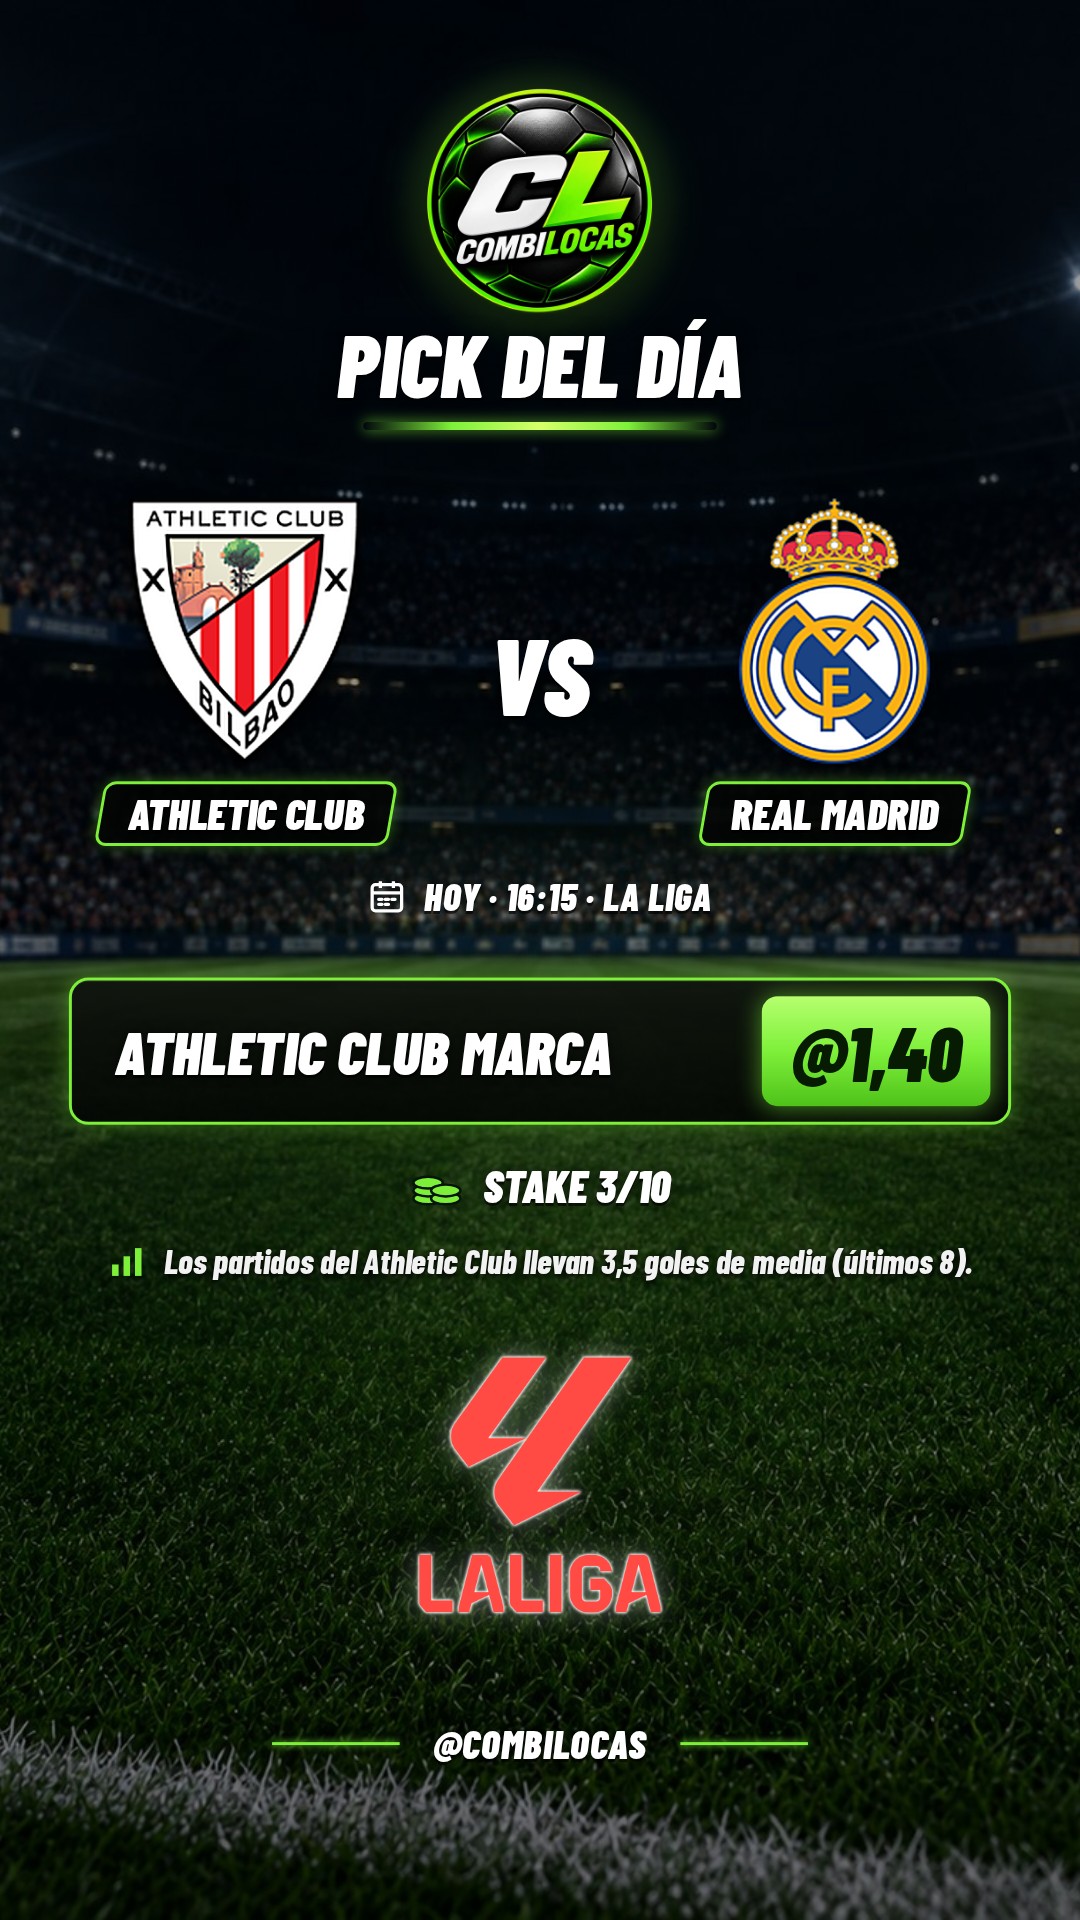 CL
COMBILOCAS
PICK DEL DÍA
ATHLETIC CLUB
BILBAO
VS
ATHLETIC CLUB
REAL MADRID
HOY · 16:15 · LA LIGA
ATHLETIC CLUB MARCA
@1,40
STAKE 3/10
Los partidos del Athletic Club llevan 3,5 goles de media (últimos 8).
LALIGA
@COMBILOCAS